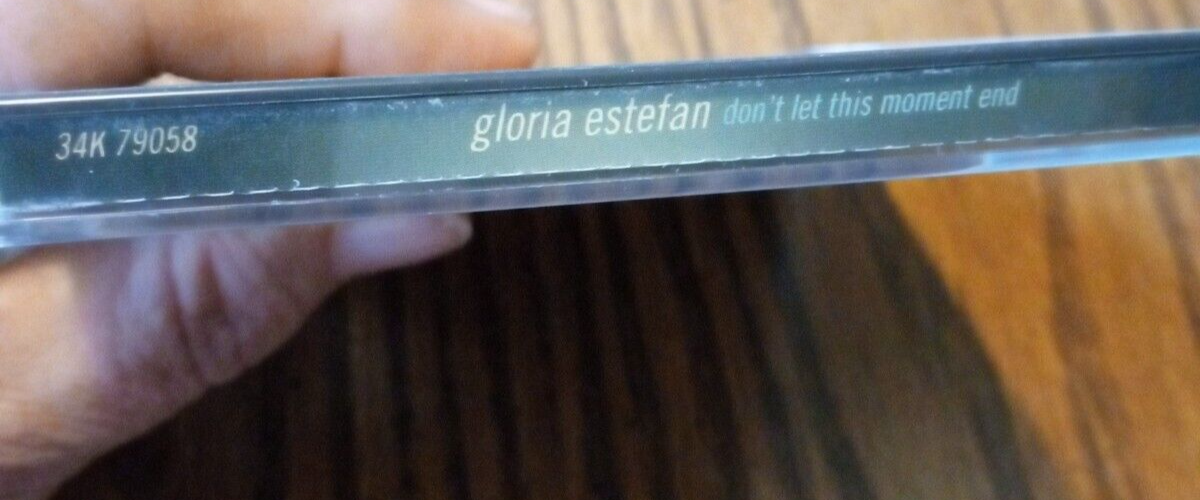 34K 79058 gloria estefan don't let this moment end